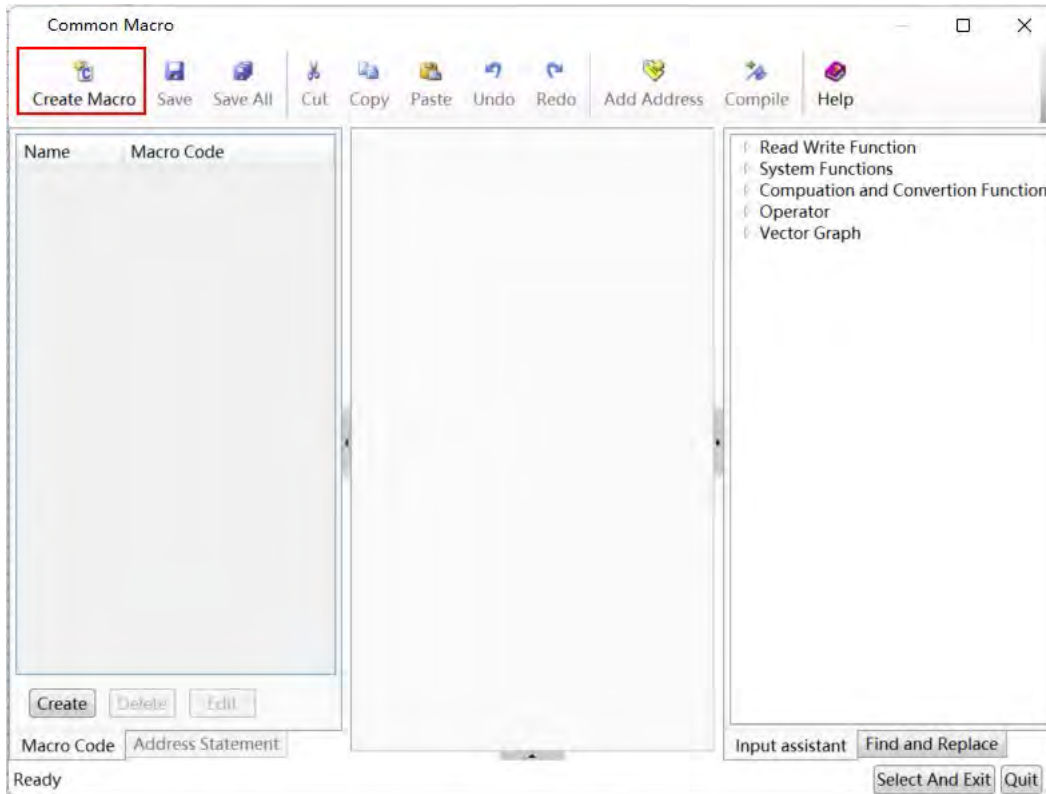 Common Macro
Create Macro Save Save All Cut Copy Paste Undo Redo Add Address Compile Help
Name Macro Code
Read Write Function
System Functions
Compuation and Convertion Function
Operator
Vector Graph
Create Delete Edit
Macro Code Address Statement
Input assistant Find and Replace
Ready
Select And Exit Quit